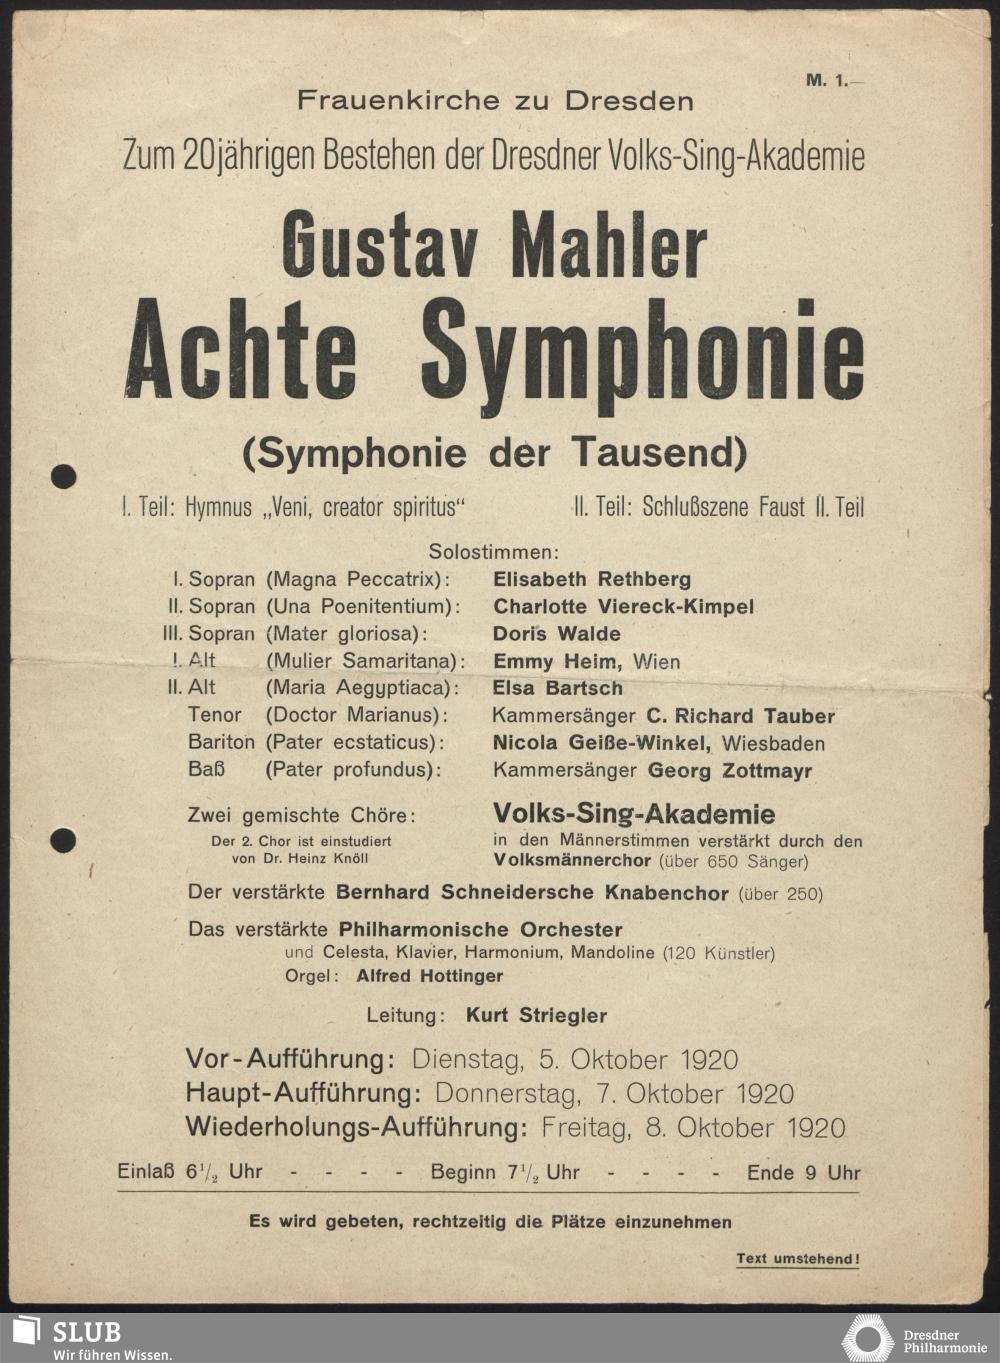 M. 1.—
Frauenkirche zu Dresden
Zum 20jährigen Bestehen der Dresdner Volks-Sing-Akademie
Gustav Mahler
Achte Symphonie
(Symphonie der Tausend)
I. Teil: Hymnus „Veni, creator spiritus“ II. Teil: Schlußszene Faust II. Teil
Solostimmen:
I. Sopran (Magna Peccatrix): Elisabeth Rethberg
II. Sopran (Una Poenitentium): Charlotte Viereck-Kimpel
III. Sopran (Mater gloriosa): Doris Walde
I. Alt (Mulier Samaritana): Emmy Heim, Wien
II. Alt (Maria Aegyptiaca): Elsa Bartsch
Tenor (Doctor Marianus): Kammersänger C. Richard Tauber
Bariton (Pater ecstaticus): Nicola Geiße-Winkel, Wiesbaden
Baß (Pater profundus): Kammersänger Georg Zottmayr
Zwei gemischte Chöre: Volks-Sing-Akademie
Der 2. Chor ist einstudiert in den Männerstimmen verstärkt durch den
von Dr. Heinz Knöll Volksmännerchor (über 650 Sänger)
Der verstärkte Bernhard Schneidersche Knabenchor (über 250)
Das verstärkte Philharmonische Orchester
und Celesta, Klavier, Harmonium, Mandoline (120 Künstler)
Orgel: Alfred Hottinger
Leitung: Kurt Striegler
Vor-Aufführung: Dienstag, 5. Oktober 1920
Haupt-Aufführung: Donnerstag, 7. Oktober 1920
Wiederholungs-Aufführung: Freitag, 8. Oktober 1920
Einlaß 6½ Uhr - - - - Beginn 7½ Uhr - - - - Ende 9 Uhr
Es wird gebeten, rechtzeitig die Plätze einzunehmen
Text umstehend!
SLUB
Wir führen Wissen.
Dresdner
Philharmonie